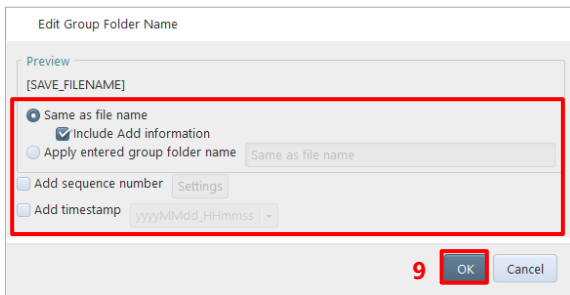 Edit Group Folder Name
Preview
[SAVE_FILENAME]
Same as file name
Include Add information
Apply entered group folder name Same as file name
Add sequence number Settings
Add timestamp yyyyMMdd_HHmmss
9 OK Cancel